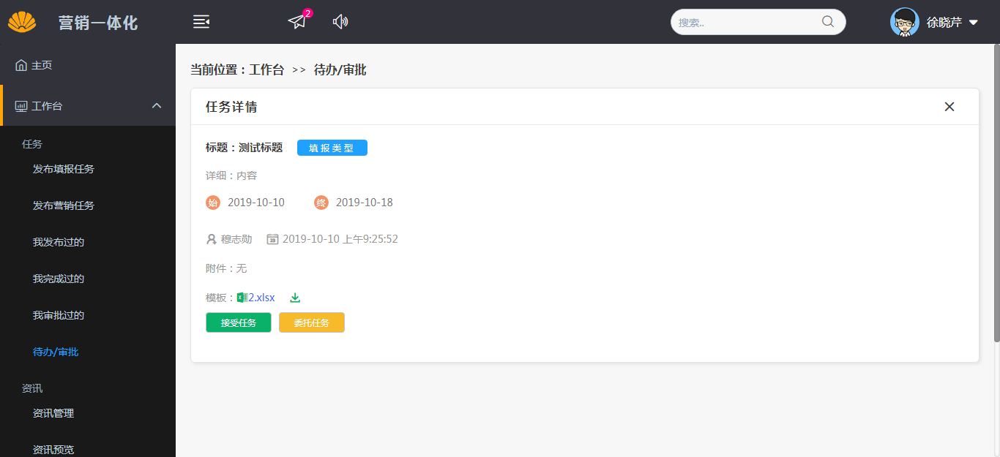 营销一体化
2
搜索..
徐晓芹
主页
工作台
任务
发布填报任务
发布营销任务
我发布过的
我完成过的
我审批过的
待办/审批
资讯
资讯管理
资讯预览
当前位置：工作台 >> 待办/审批
任务详情
标题：测试标题 填报类型
详细：内容
始 2019-10-10 终 2019-10-18
穆志勋 2019-10-10 上午9:25:52
附件：无
模板：2.xlsx
接受任务 委托任务